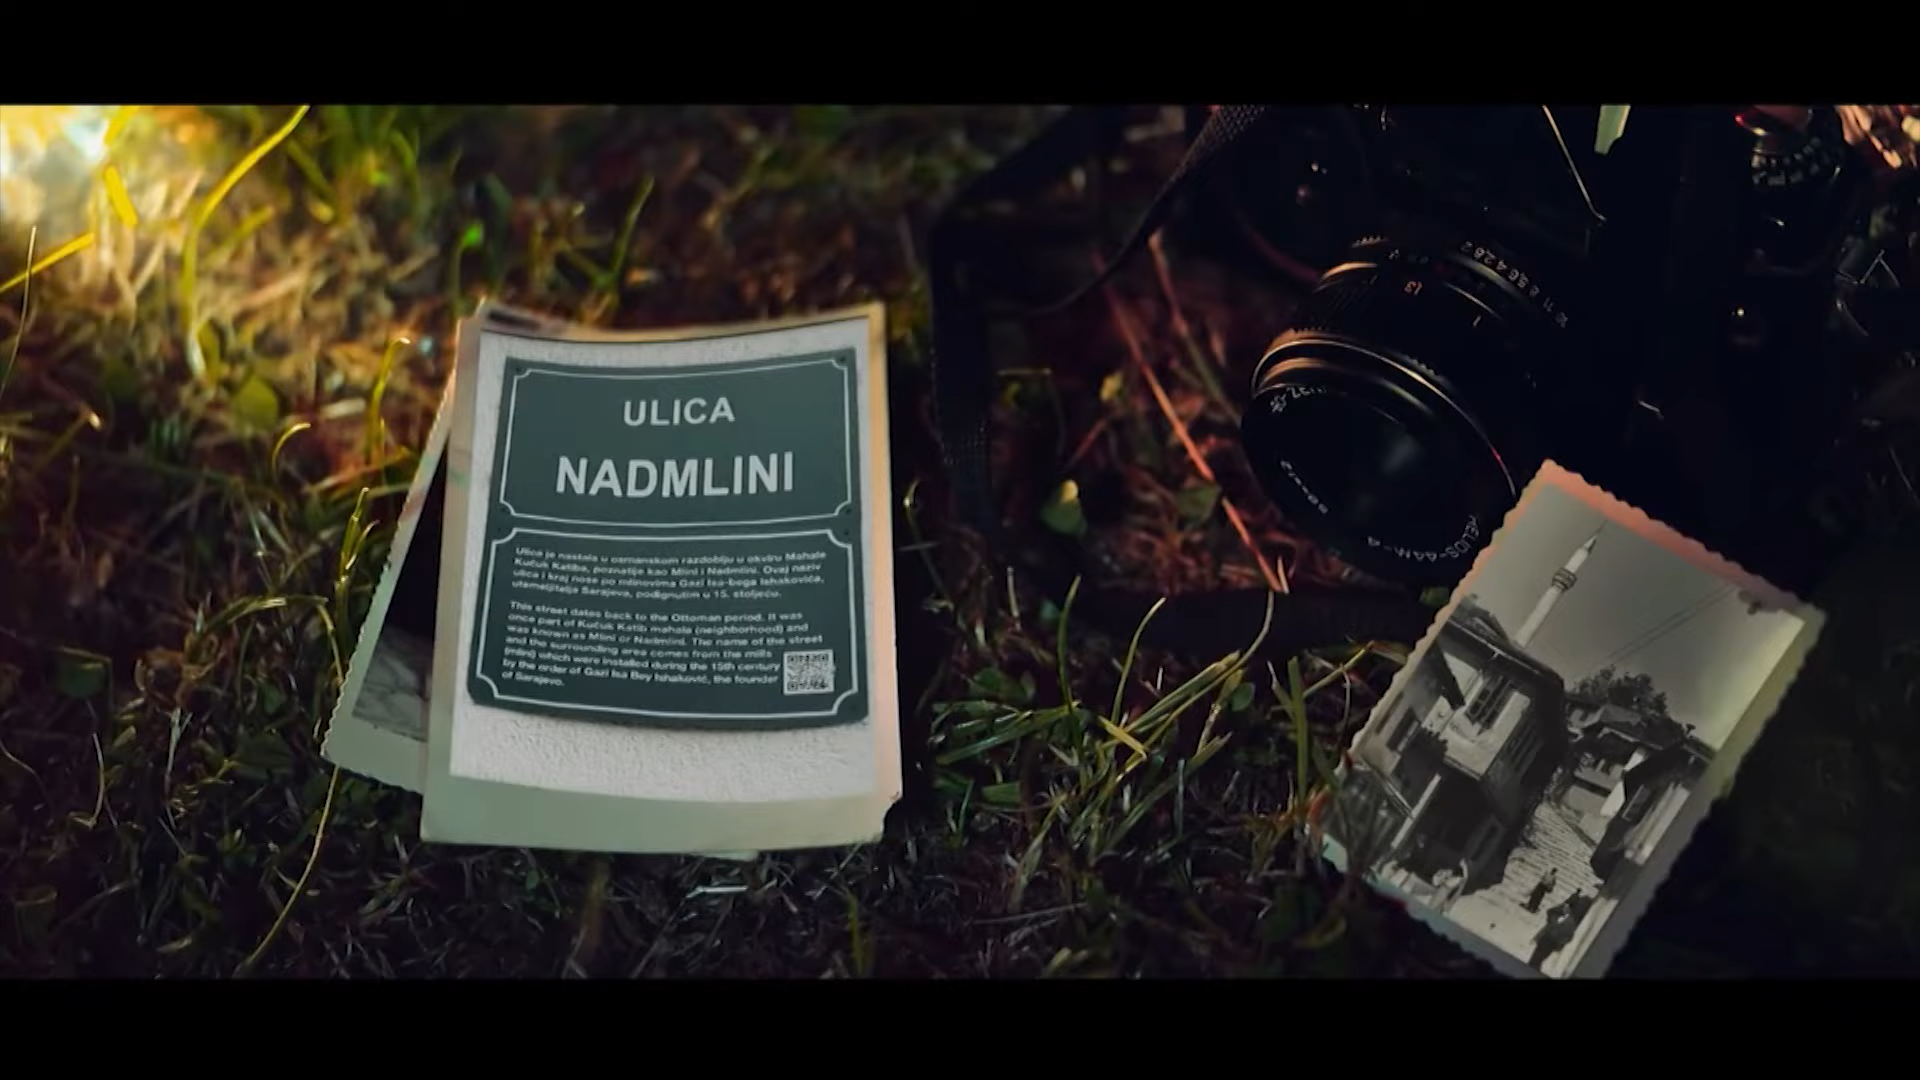 ULICA
NADMLINI
Ulica je nastala u osmanskom razdoblju u okviru Mahale
Kučuk Katiba, poznatije kao Mlini i Nadmlini. Ovaj naziv
ulica i kraj nose po mlinovima Gazi Isa-bega Ishakovića,
utemeljitelja Sarajeva, podignutim u 15. stoljeću.
This street dates back to the Ottoman period. It was
once part of Kučuk Katib mahala (neighborhood) and
was known as Mlini or Nadmlini. The name of the street
and the surrounding area comes from the mills
(mlini) which were installed during the 15th century
by the order of Gazi Isa Bey Ishaković, the founder
of Sarajevo.
HELIOS-44M-4